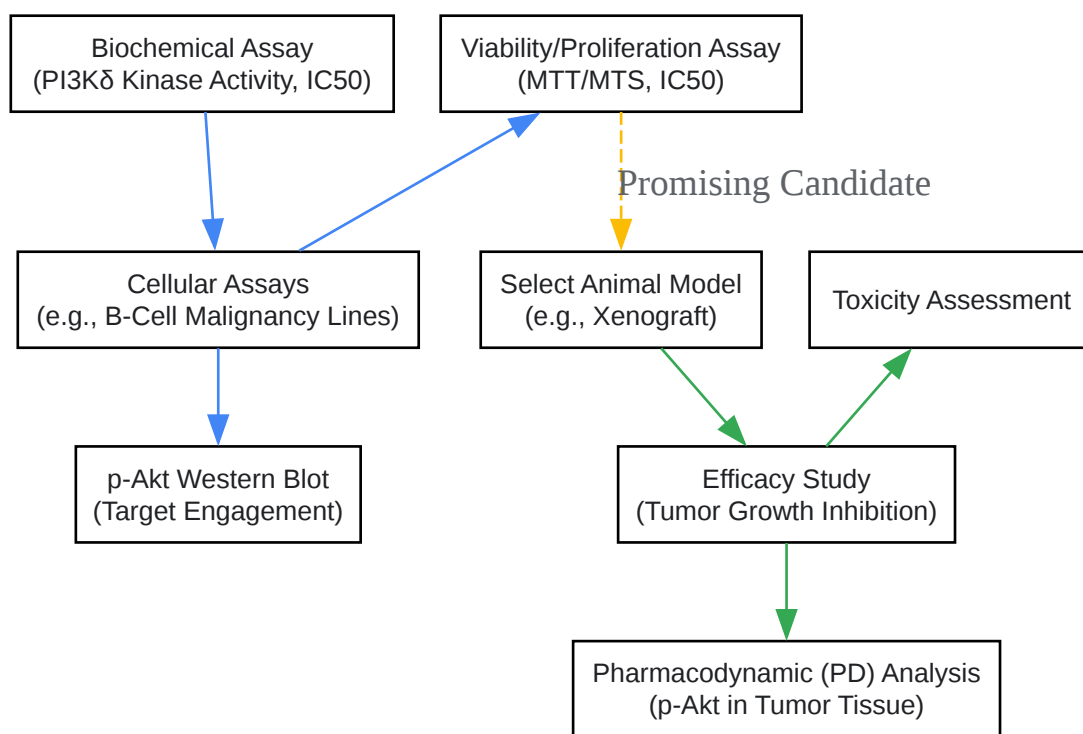 Biochemical Assay
(PI3Kδ Kinase Activity, IC50)
Viability/Proliferation Assay
(MTT/MTS, IC50)
Promising Candidate
Cellular Assays
(e.g., B-Cell Malignancy Lines)
Select Animal Model
(e.g., Xenograft)
Toxicity Assessment
p-Akt Western Blot
(Target Engagement)
Efficacy Study
(Tumor Growth Inhibition)
Pharmacodynamic (PD) Analysis
(p-Akt in Tumor Tissue)